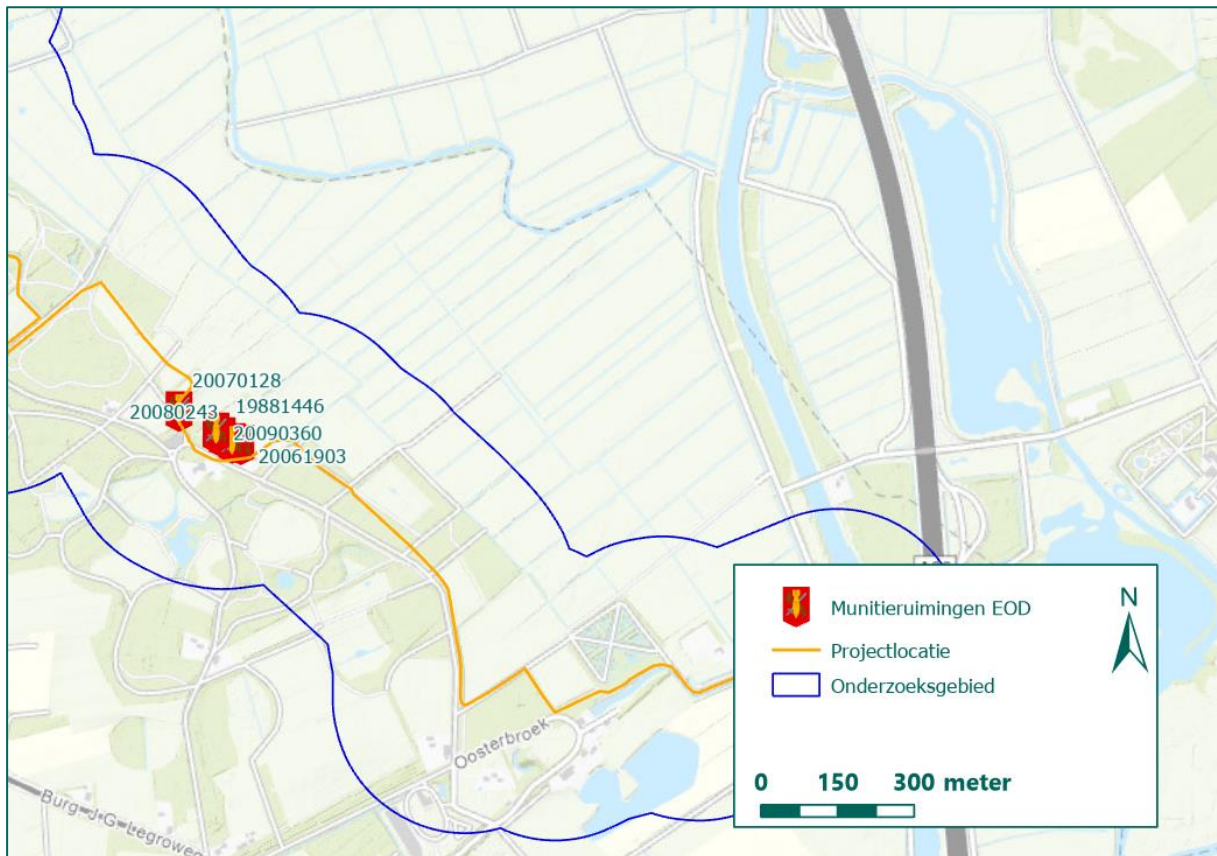 20070128
20080243
19881446
20090360
20061903
Oosterbroek
Burg-J-G-Legroweg
Munitieruimingen EOD
Projectlocatie
Onderzoeksgebied
N
0 150 300 meter